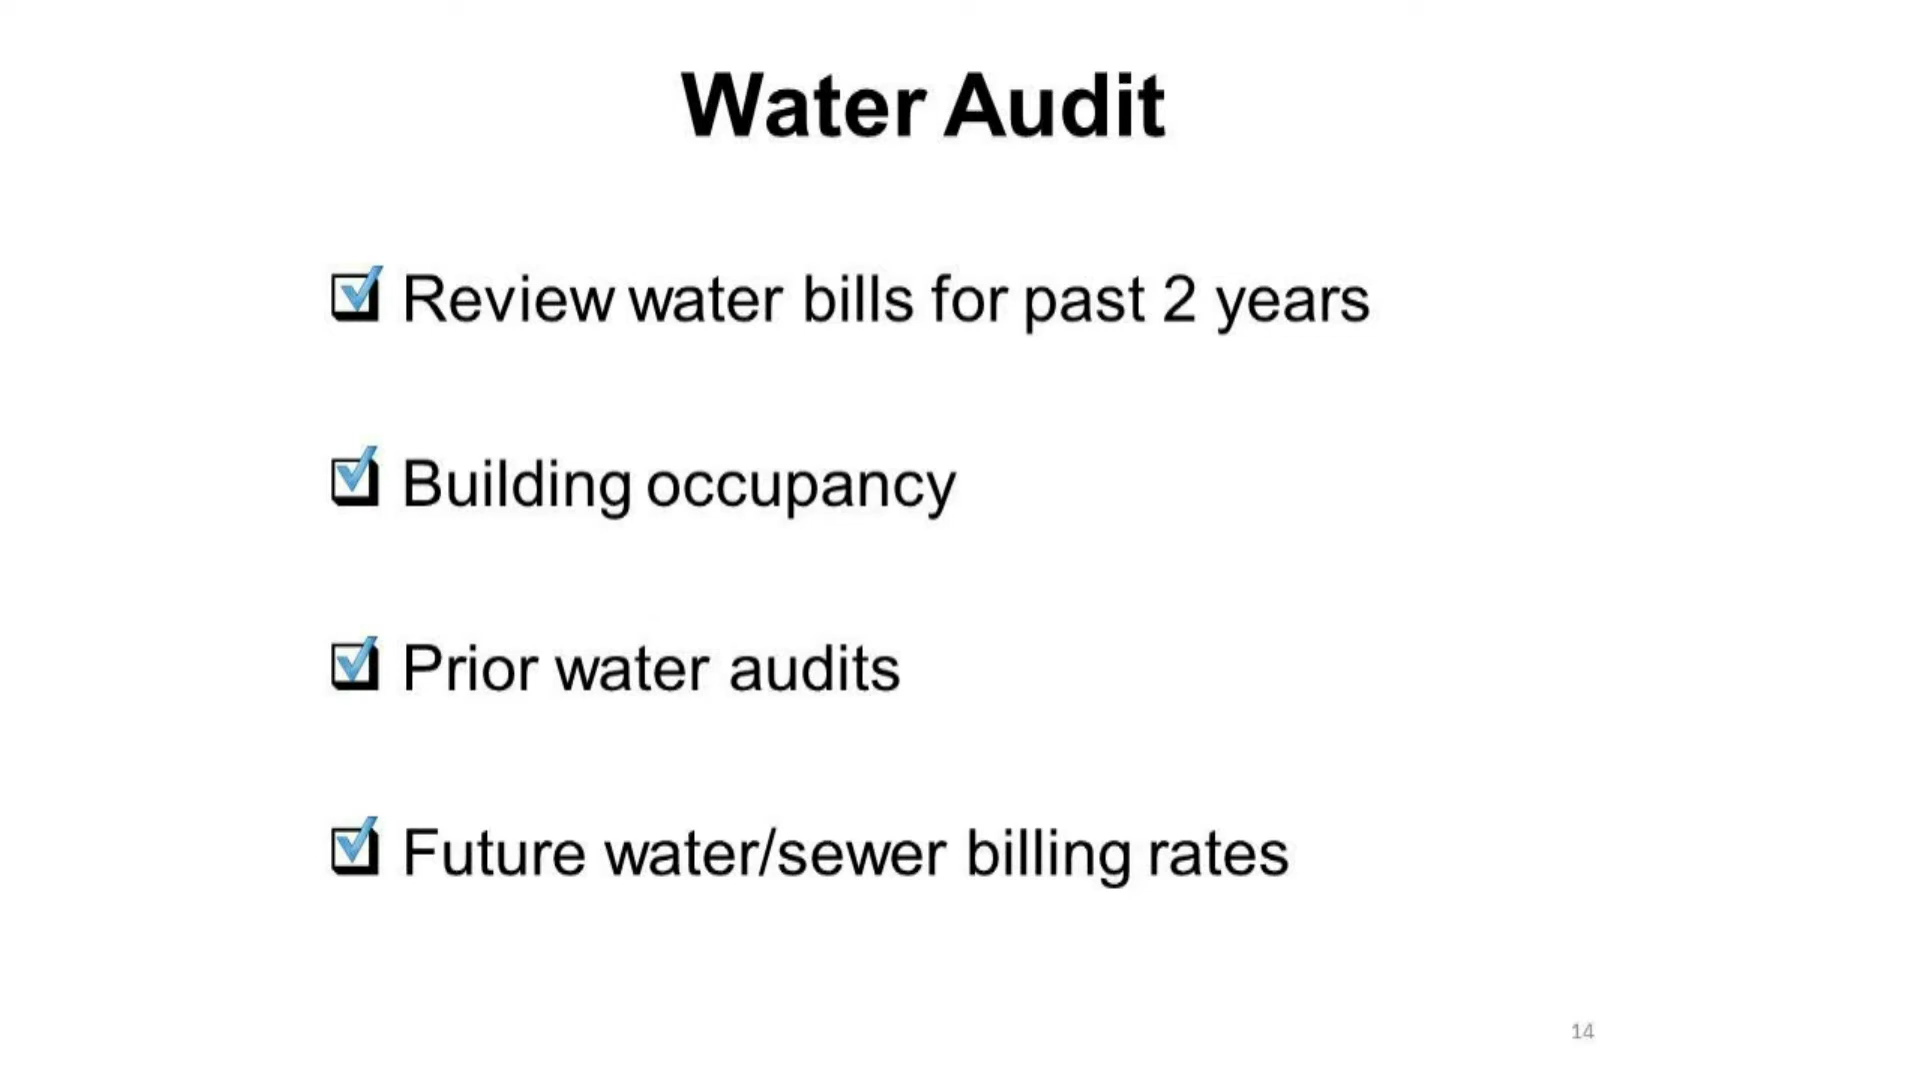 Water Audit
Review water bills for past 2 years
Building occupancy
Prior water audits
Future water/sewer billing rates
14